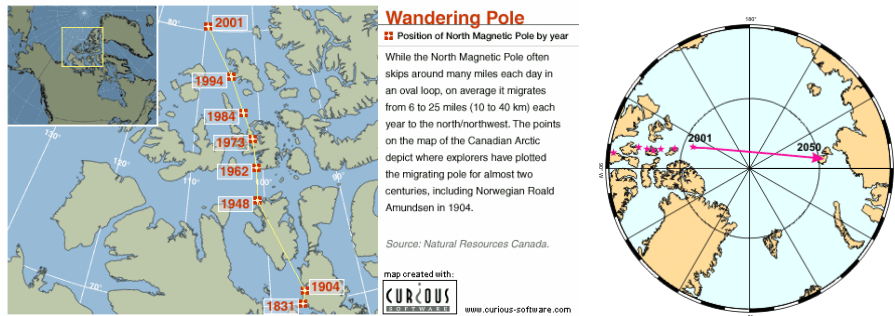 80°
2001
1994
1984
1973
1962
1948
1904
1831
130°
120°
110°
100°
90°
70°
Wandering Pole
Position of North Magnetic Pole by year
While the North Magnetic Pole often
skips around many miles each day in
an oval loop, on average it migrates
from 6 to 25 miles (10 to 40 km) each
year to the north/northwest. The points
on the map of the Canadian Arctic
depict where explorers have plotted
the migrating pole for almost two
centuries, including Norwegian Roald
Amundsen in 1904.
Source: Natural Resources Canada.
map created with:
CURIOUS
SOFTWARE
www.curious-software.com
180°
2001
2050
90°
W